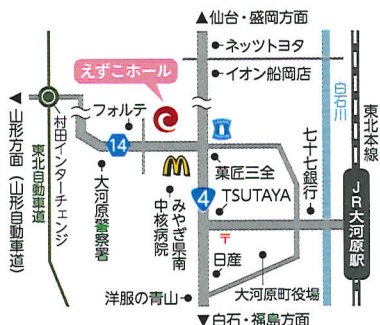 ▲仙台・盛岡方面
ネッツトヨタ
えずこホール
イオン船岡店
白石川
東北本線
フォルテ
◀山形方面（山形自動車道）
東北自動車道
村田インターチェンジ
14
大河原警察署
みやぎ県南
中核病院
菓匠三全
4
TSUTAYA
七十七銀行
JR大河原駅
〒
日産
洋服の青山
大河原町役場
▼白石・福島方面